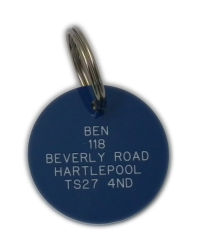 BEN
118
BEVERLY ROAD
HARTLEPOOL
TS27 4ND